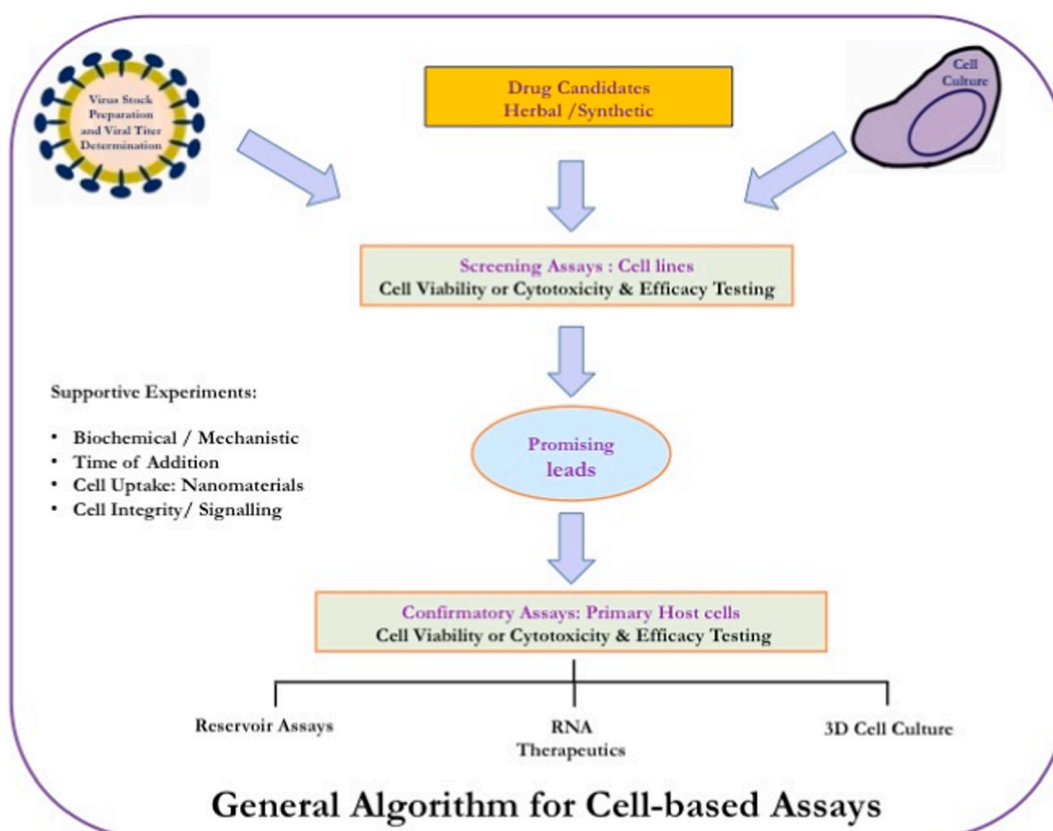 Virus Stock
Preparation
and Viral Titer
Determination
Drug Candidates
Herbal /Synthetic
Cell
Culture
Screening Assays : Cell lines
Cell Viability or Cytotoxicity & Efficacy Testing
Supportive Experiments:
• Biochemical / Mechanistic
• Time of Addition
• Cell Uptake: Nanomaterials
• Cell Integrity/ Signalling
Promising
leads
Confirmatory Assays: Primary Host cells
Cell Viability or Cytotoxicity & Efficacy Testing
Reservoir Assays
RNA
Therapeutics
3D Cell Culture
General Algorithm for Cell-based Assays